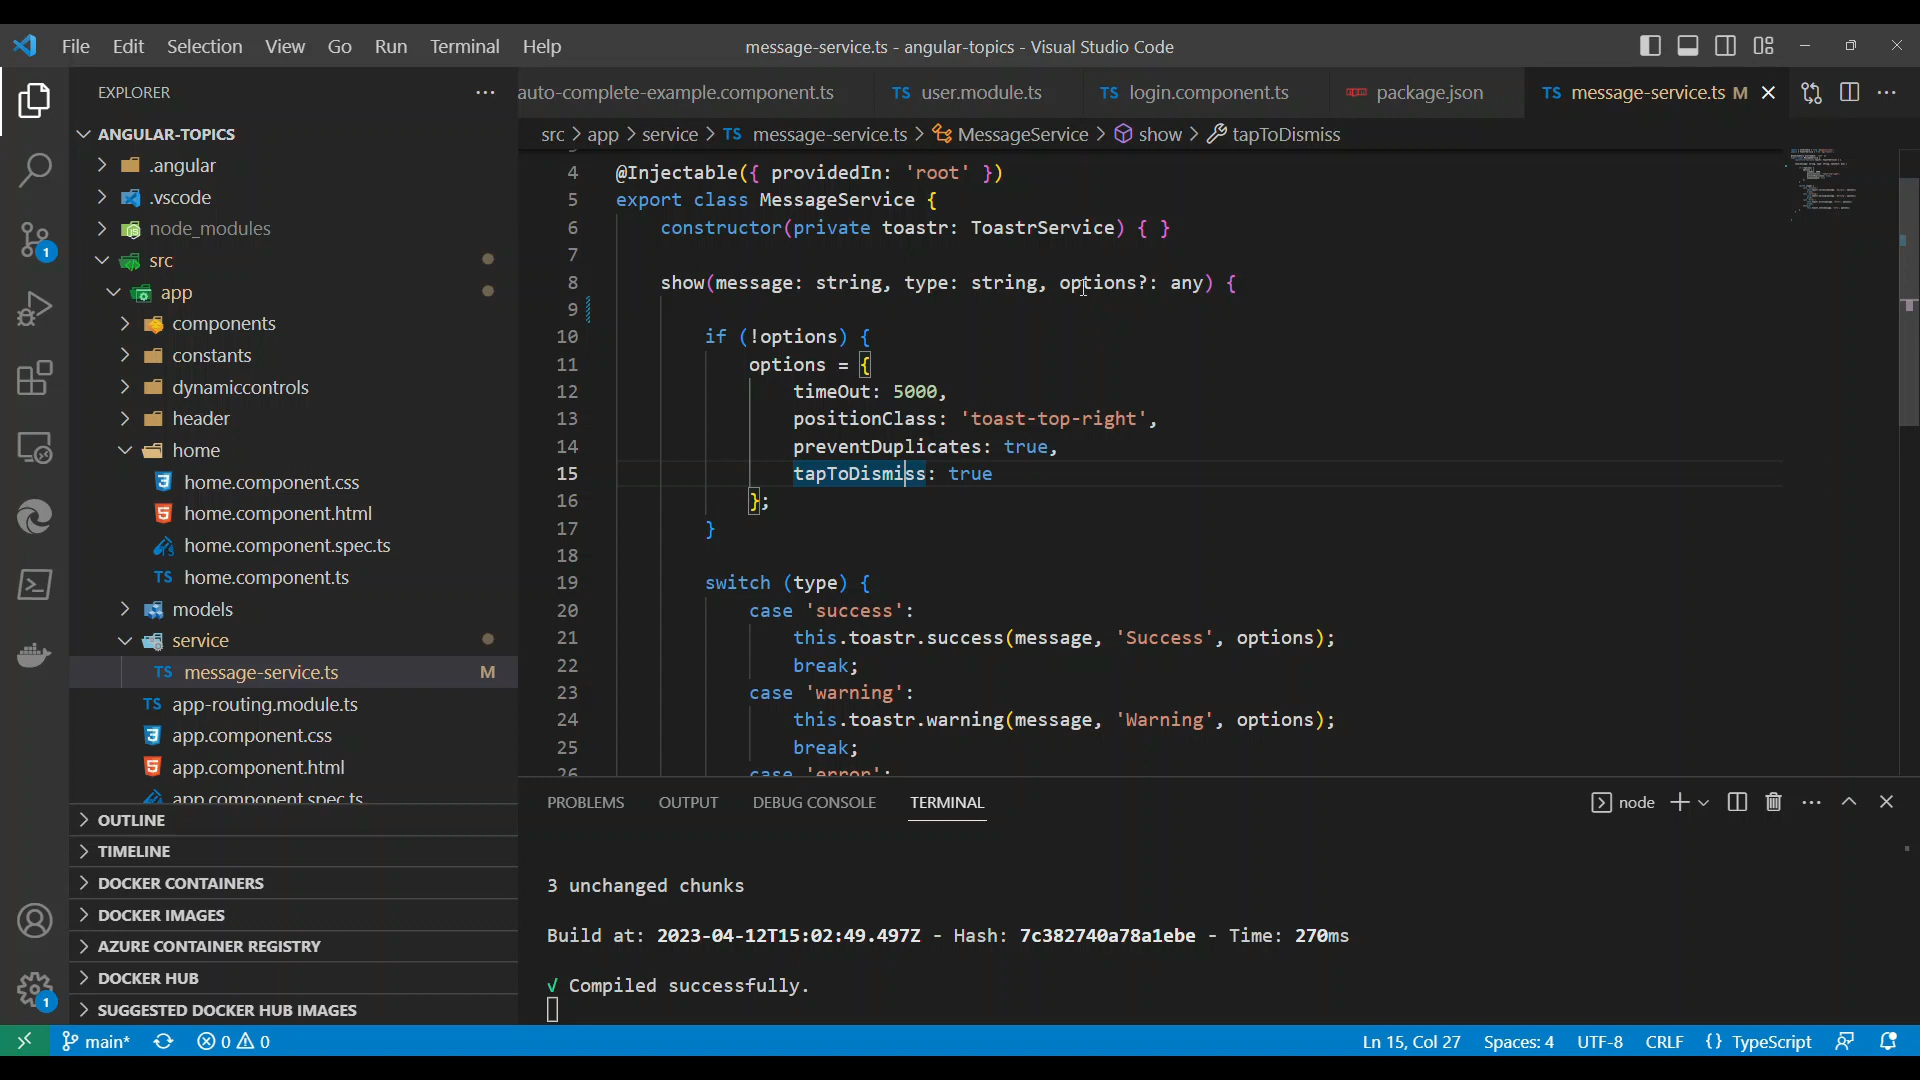 File Edit Selection View Go Run Terminal Help
message-service.ts - angular-topics - Visual Studio Code
EXPLORER
auto-complete-example.component.ts
TS user.module.ts
TS login.component.ts
package.json
TS message-service.ts M
src > app > service > TS message-service.ts > MessageService > show > tapToDismiss
ANGULAR-TOPICS
.angular
.vscode
node_modules
src
app
components
constants
dynamiccontrols
header
home
home.component.css
home.component.html
home.component.spec.ts
TS home.component.ts
models
service
TS message-service.ts M
TS app-routing.module.ts
app.component.css
app.component.html
app.component.spec.ts
OUTLINE
TIMELINE
DOCKER CONTAINERS
DOCKER IMAGES
AZURE CONTAINER REGISTRY
DOCKER HUB
SUGGESTED DOCKER HUB IMAGES
1
1
4 @Injectable({ providedIn: 'root' })
5 export class MessageService {
6 constructor(private toastr: ToastrService) { }
7
8 show(message: string, type: string, options?: any) {
9
10 if (!options) {
11 options = {
12 timeOut: 5000,
13 positionClass: 'toast-top-right',
14 preventDuplicates: true,
15 tapToDismiss: true
16 };
17 }
18
19 switch (type) {
20 case 'success':
21 this.toastr.success(message, 'Success', options);
22 break;
23 case 'warning':
24 this.toastr.warning(message, 'Warning', options);
25 break;
26 case 'error':
PROBLEMS OUTPUT DEBUG CONSOLE TERMINAL
node
3 unchanged chunks
Build at: 2023-04-12T15:02:49.497Z - Hash: 7c382740a78a1ebe - Time: 270ms
√ Compiled successfully.
main* 0 0
Ln 15, Col 27 Spaces: 4 UTF-8 CRLF {} TypeScript